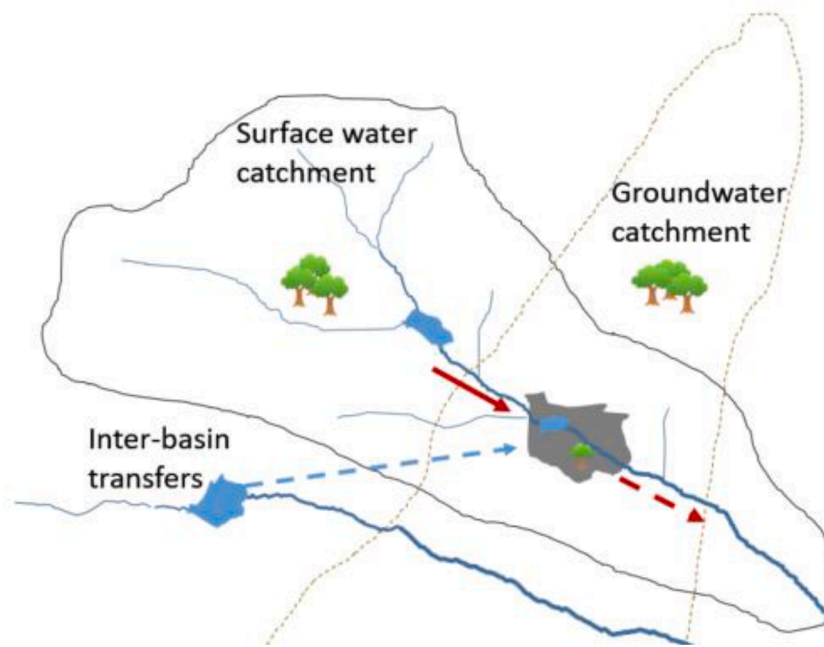 Surface water
catchment
Groundwater
catchment
Inter-basin
transfers